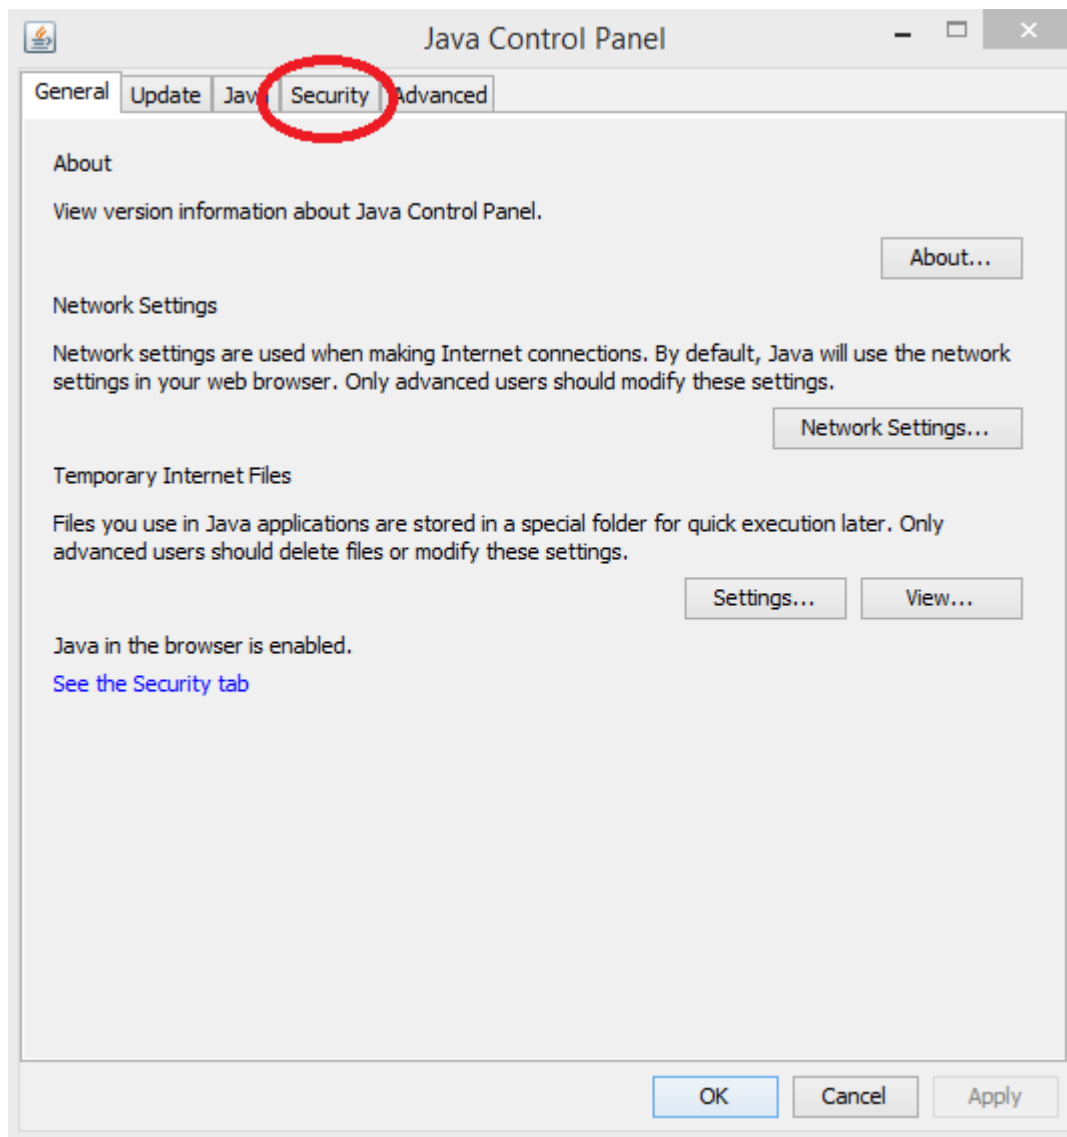 Java Control Panel
General Update Java Security Advanced
About
View version information about Java Control Panel.
About...
Network Settings
Network settings are used when making Internet connections. By default, Java will use the network
settings in your web browser. Only advanced users should modify these settings.
Network Settings...
Temporary Internet Files
Files you use in Java applications are stored in a special folder for quick execution later. Only
advanced users should delete files or modify these settings.
Settings... View...
Java in the browser is enabled.
See the Security tab
OK Cancel Apply